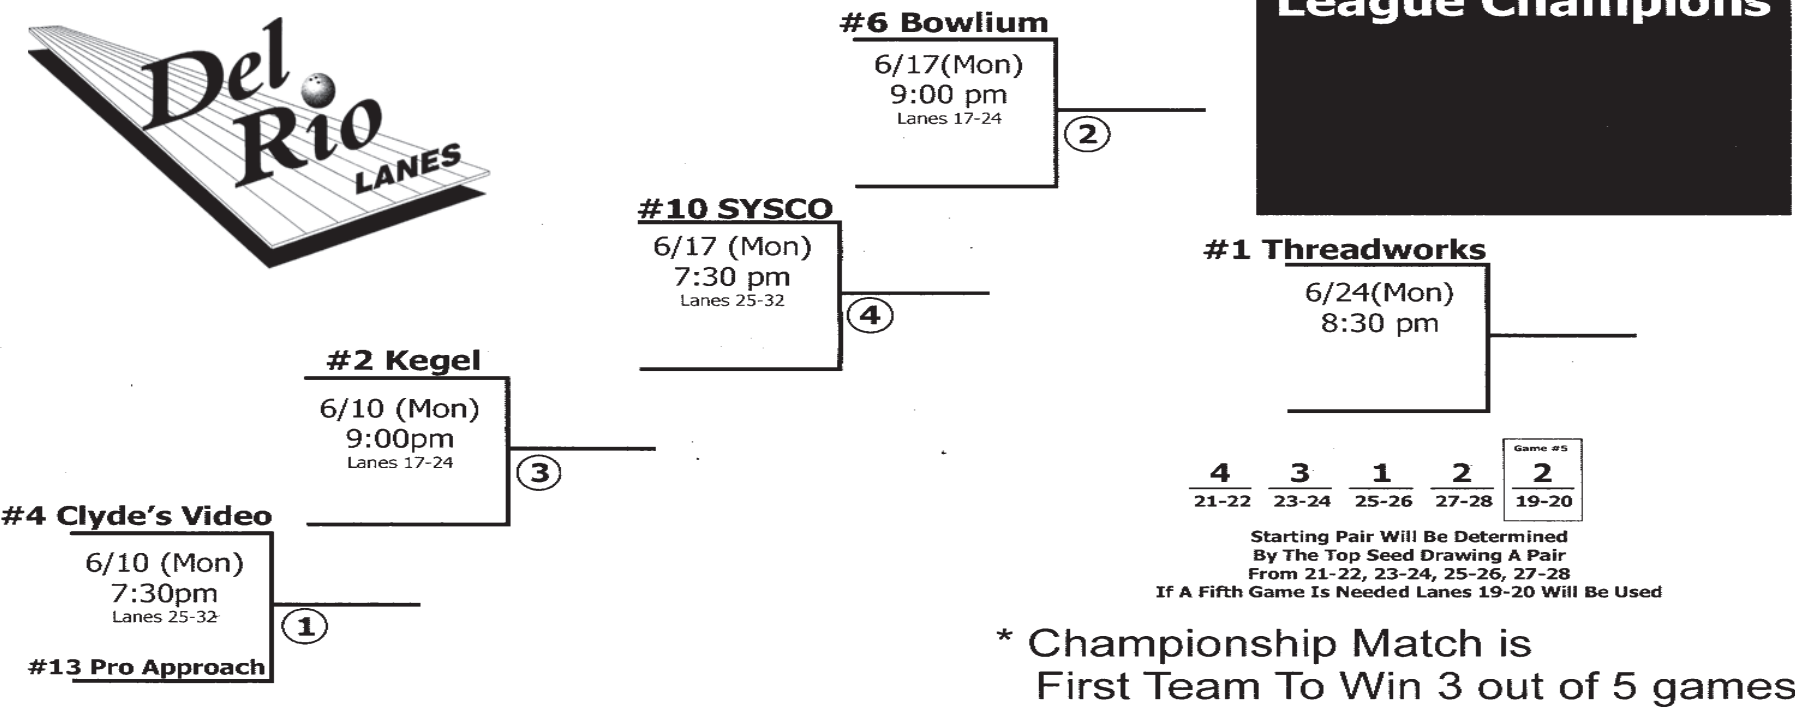 Del
Rio
LANES
#6 Bowlium
6/17(Mon)
9:00 pm
Lanes 17-24
2
League Champions
#10 SYSCO
6/17 (Mon)
7:30 pm
Lanes 25-32
4
#1 Threadworks
6/24(Mon)
8:30 pm
#2 Kegel
6/10 (Mon)
9:00pm
Lanes 17-24
3
#4 Clyde's Video
6/10 (Mon)
7:30pm
Lanes 25-32
1
#13 Pro Approach
Game #5
4 3 1 2 2
21-22 23-24 25-26 27-28 19-20
Starting Pair Will Be Determined
By The Top Seed Drawing A Pair
From 21-22, 23-24, 25-26, 27-28
If A Fifth Game Is Needed Lanes 19-20 Will Be Used
* Championship Match is
First Team To Win 3 out of 5 games